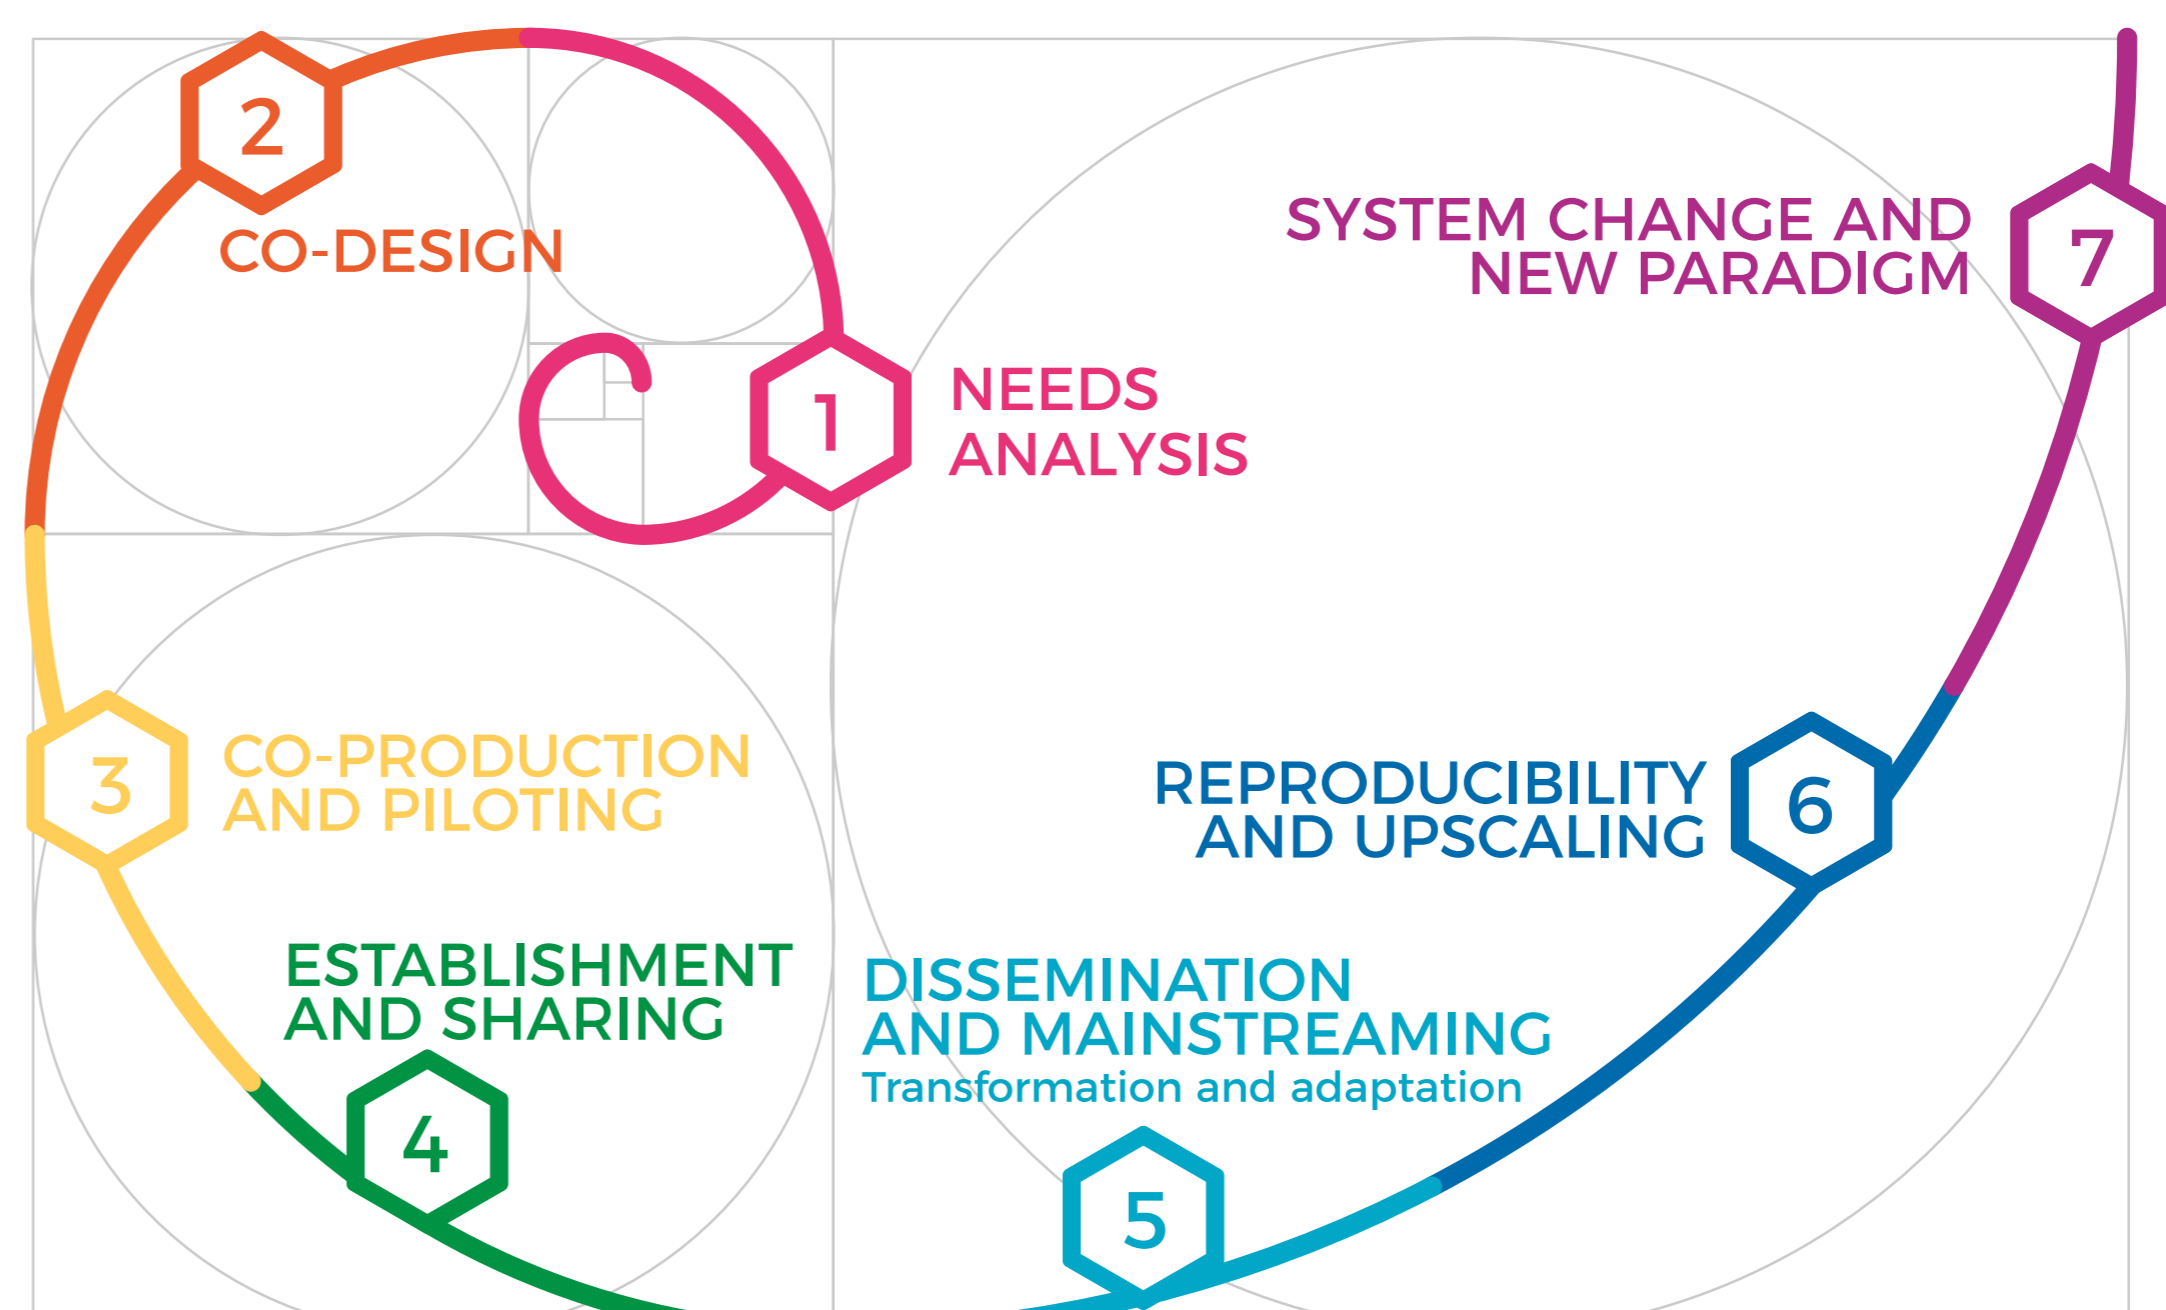 1
NEEDS
ANALYSIS
2
CO-DESIGN
3
CO-PRODUCTION
AND PILOTING
4
ESTABLISHMENT
AND SHARING
5
DISSEMINATION
AND MAINSTREAMING
Transformation and adaptation
6
REPRODUCIBILITY
AND UPSCALING
7
SYSTEM CHANGE AND
NEW PARADIGM